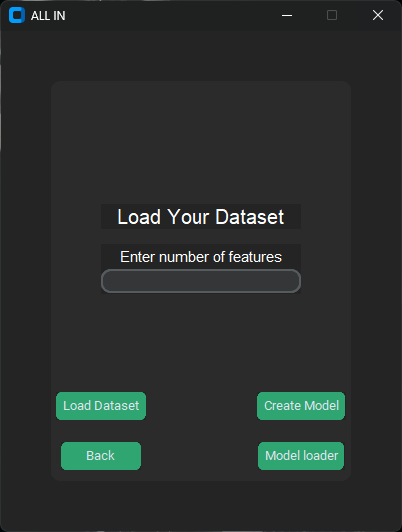 ALL IN
Load Your Dataset
Enter number of features
Load Dataset
Create Model
Back
Model loader